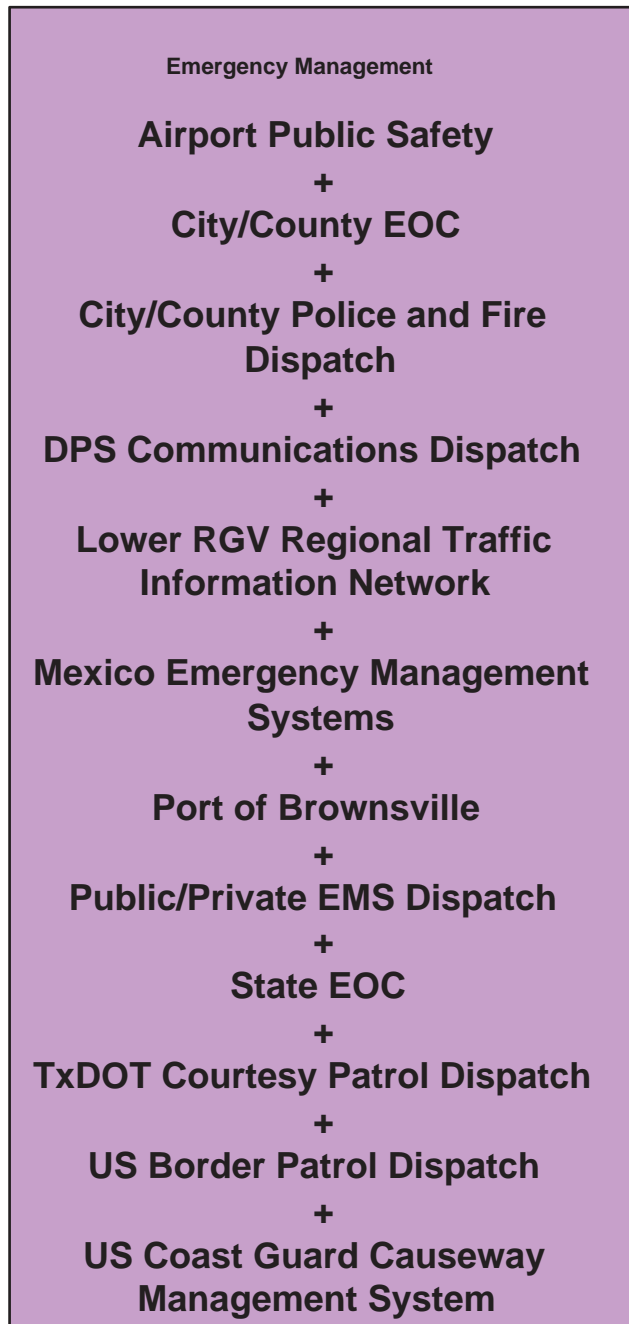 Emergency Management
Airport Public Safety
+
City/County EOC
+
City/County Police and Fire
Dispatch
+
DPS Communications Dispatch
+
Lower RGV Regional Traffic
Information Network
+
Mexico Emergency Management
Systems
+
Port of Brownsville
+
Public/Private EMS Dispatch
+
State EOC
+
TxDOT Courtesy Patrol Dispatch
+
US Border Patrol Dispatch
+
US Coast Guard Causeway
Management System